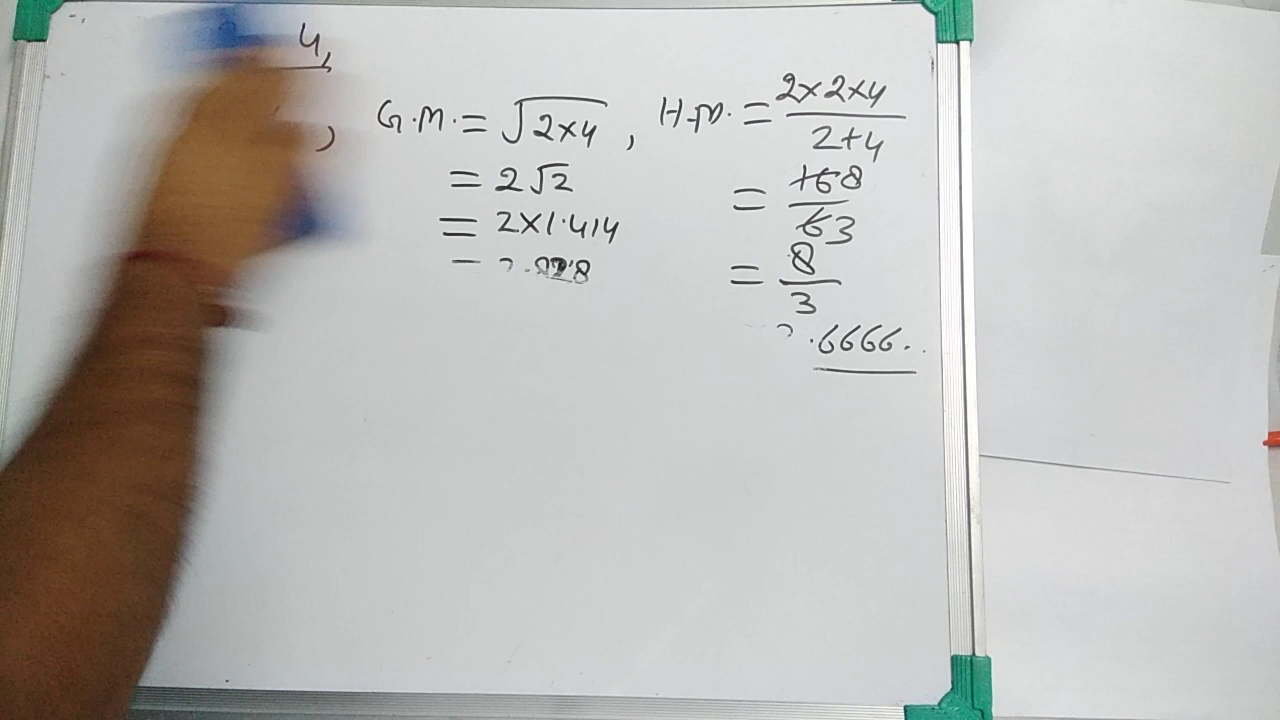 4,
, G.M. = √2×4 , H.M. = 2×2×4 / 2+4
= 2√2
= 16 8 / 6 3
= 2×1.414
= 8 / 3
.6666..